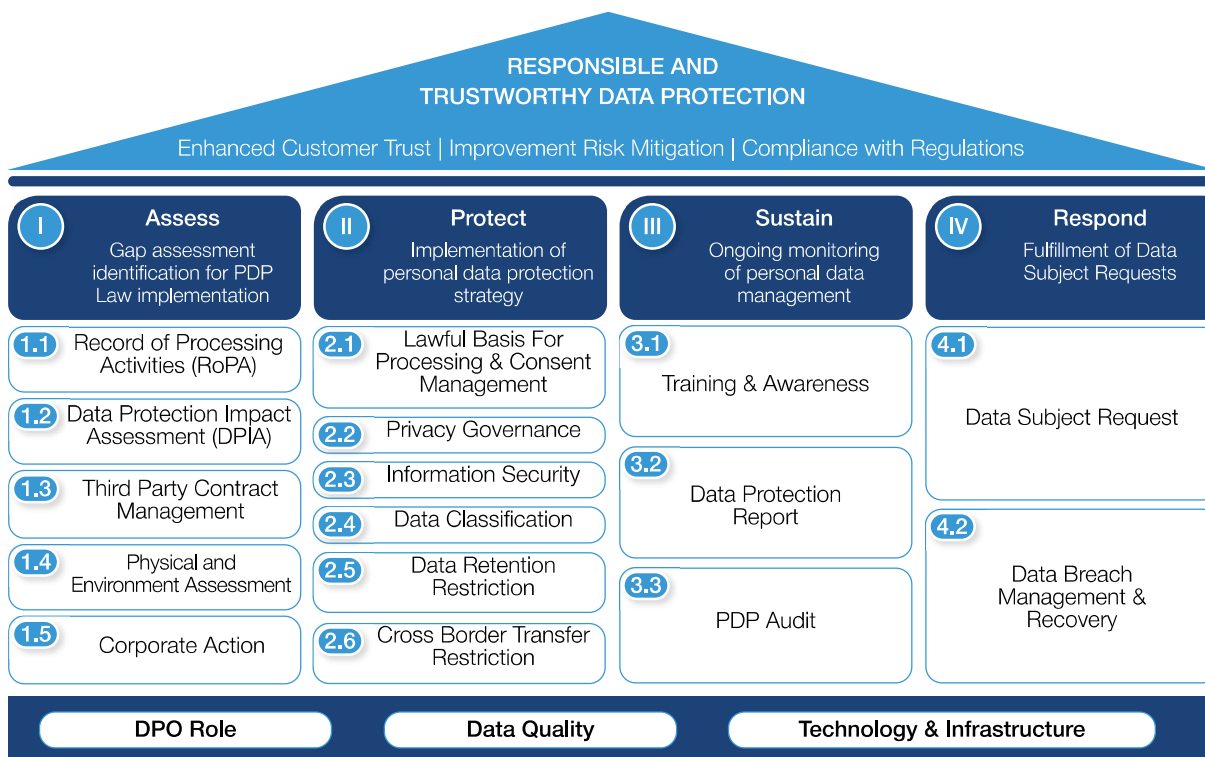 RESPONSIBLE AND
TRUSTWORTHY DATA PROTECTION
Enhanced Customer Trust | Improvement Risk Mitigation | Compliance with Regulations
I
Assess
Gap assessment
identification for PDP
Law implementation
1.1
Record of Processing
Activities (RoPA)
1.2
Data Protection Impact
Assessment (DPIA)
1.3
Third Party Contract
Management
1.4
Physical and
Environment Assessment
1.5
Corporate Action
II
Protect
Implementation of
personal data protection
strategy
2.1
Lawful Basis For
Processing & Consent
Management
2.2
Privacy Governance
2.3
Information Security
2.4
Data Classification
2.5
Data Retention
Restriction
2.6
Cross Border Transfer
Restriction
III
Sustain
Ongoing monitoring
of personal data
management
3.1
Training & Awareness
3.2
Data Protection
Report
3.3
PDP Audit
IV
Respond
Fulfillment of Data
Subject Requests
4.1
Data Subject Request
4.2
Data Breach
Management &
Recovery
DPO Role
Data Quality
Technology & Infrastructure